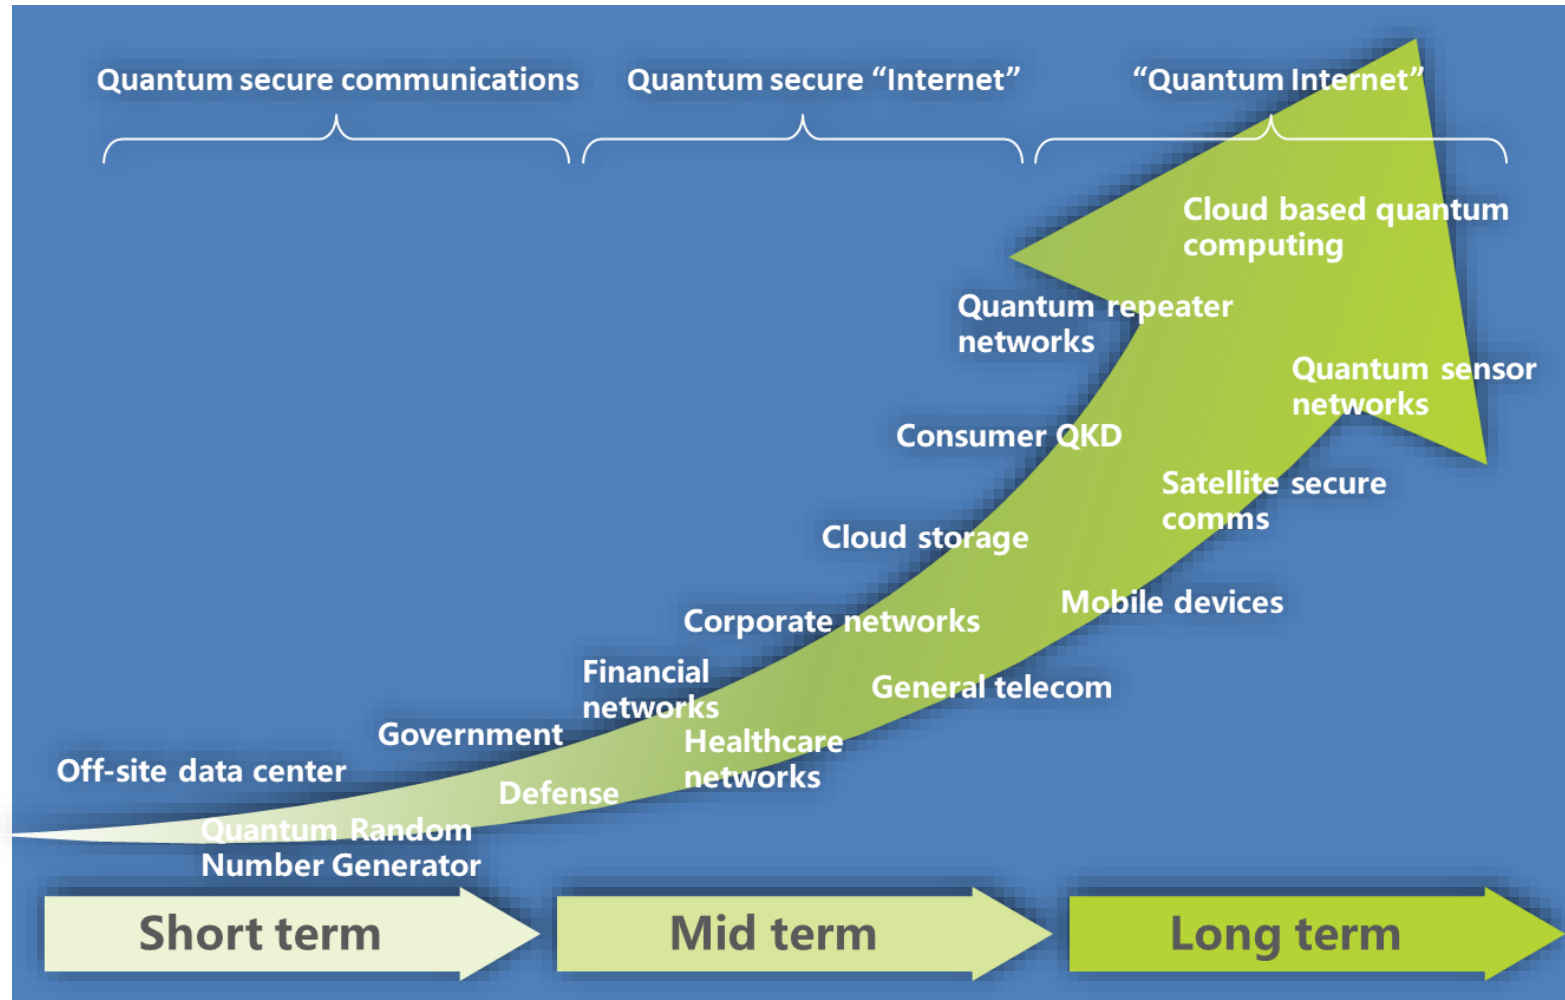 Quantum secure communications
Quantum secure “Internet”
“Quantum Internet”
Cloud based quantum
computing
Quantum repeater
networks
Quantum sensor
networks
Consumer QKD
Satellite secure
comms
Cloud storage
Mobile devices
Corporate networks
General telecom
Financial
networks
Healthcare
networks
Government
Defense
Off-site data center
Quantum Random
Number Generator
Short term
Mid term
Long term